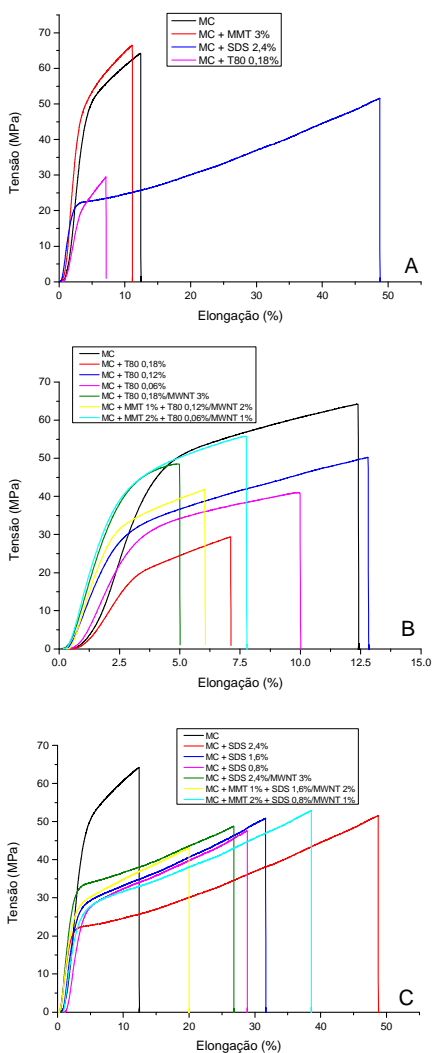 MC
MC + MMT 3%
MC + SDS 2,4%
MC + T80 0,18%
70
60
50
40
30
20
10
0
Tensão (MPa)
0 10 20 30 40 50
Elongação (%)
A
MC
MC + T80 0,18%
MC + T80 0,12%
MC + T80 0,06%
MC + T80 0,18%/MWNT 3%
MC + MMT 1% + T80 0,12%/MWNT 2%
MC + MMT 2% + T80 0,06%/MWNT 1%
70
60
50
40
30
20
10
0
Tensão (MPa)
0.0 2.5 5.0 7.5 10.0 12.5 15.0
Elongação (%)
B
MC
MC + SDS 2,4%
MC + SDS 1,6%
MC + SDS 0,8%
MC + SDS 2,4%/MWNT 3%
MC + MMT 1% + SDS 1,6%/MWNT 2%
MC + MMT 2% + SDS 0,8%/MWNT 1%
70
60
50
40
30
20
10
0
Tensão (MPa)
0 10 20 30 40 50
Elongação (%)
C